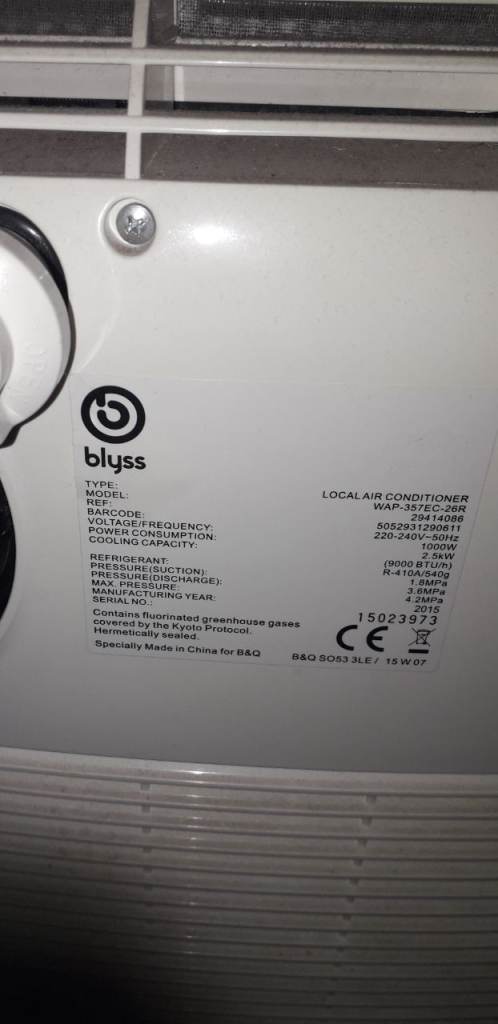 OPEN
blyss
TYPE: LOCAL AIR CONDITIONER
MODEL: WAP-357EC-26R
REF: 29414086
BARCODE: 5052931290611
VOLTAGE/FREQUENCY: 220-240V~50Hz
POWER CONSUMPTION: 1000W
COOLING CAPACITY: 2.5kW
(9000 BTU/h)
REFRIGERANT: R-410A/540g
PRESSURE(SUCTION): 1.8MPa
PRESSURE(DISCHARGE): 3.6MPa
MAX. PRESSURE: 4.2MPa
MANUFACTURING YEAR: 2015
SERIAL NO.: 15023973
Contains fluorinated greenhouse gases
covered by the Kyoto Protocol.
Hermetically sealed.
CE
Specially Made in China for B&Q
B&Q SO53 3LE / 15 W 07